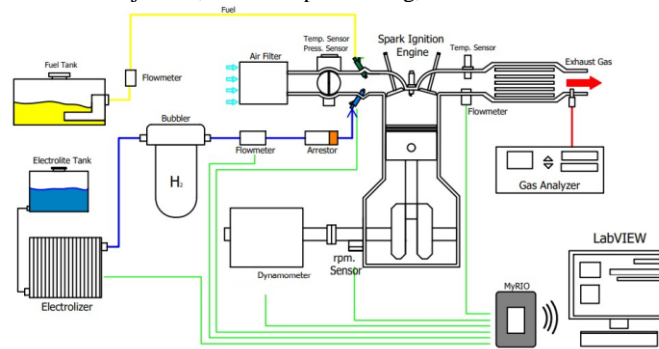 Fuel
Temp. Sensor
Press. Sensor
Spark Ignition
Engine
Temp. Sensor
Fuel Tank
Air Filter
Exhaust Gas
Flowmeter
Bubbler
Flowmeter
Electrolite Tank
Flowmeter
Arrestor
H2
Gas Analyzer
LabVIEW
rpm.
Sensor
Dynamometer
MyRIO
Electrolizer